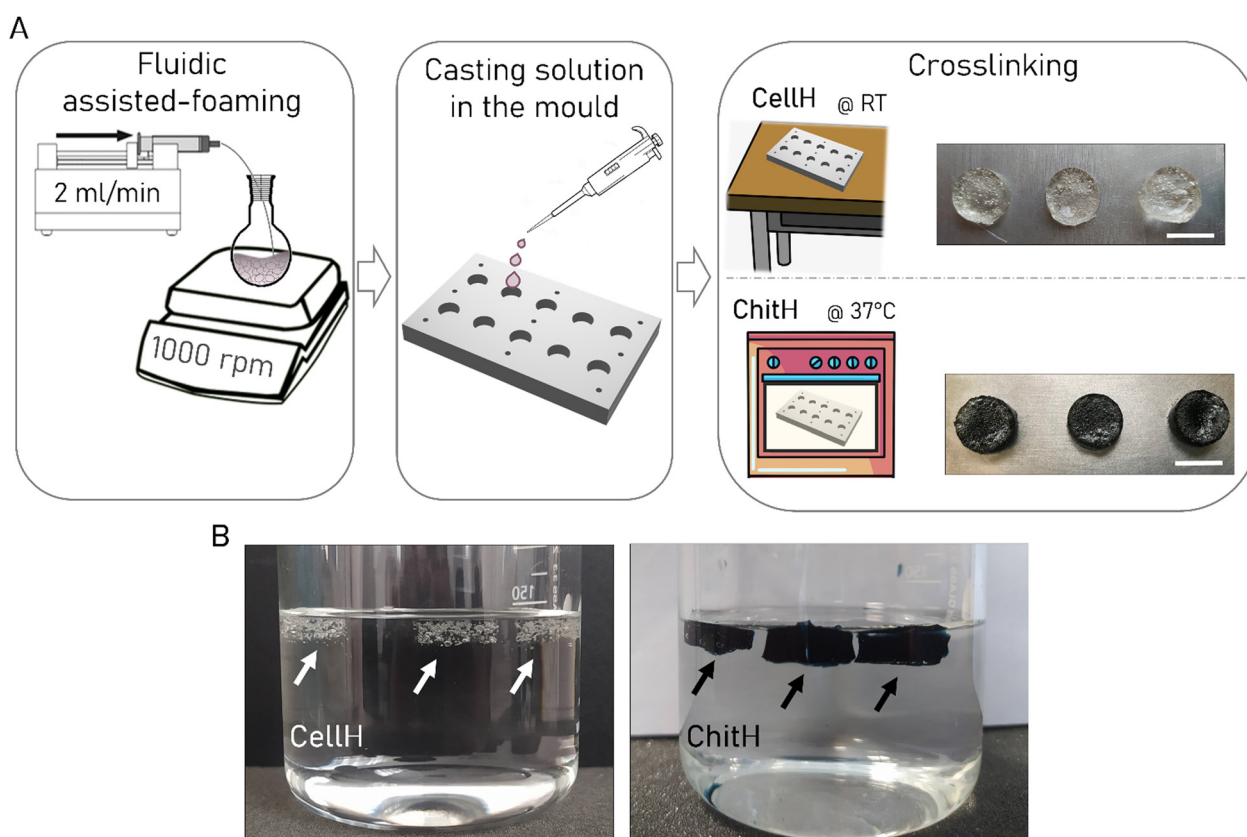 A
Fluidic
assisted-foaming
2 ml/min
1000 rpm
Casting solution
in the mould
Crosslinking
CellH @ RT
ChitH @ 37°C
B
150
CellH
ChitH